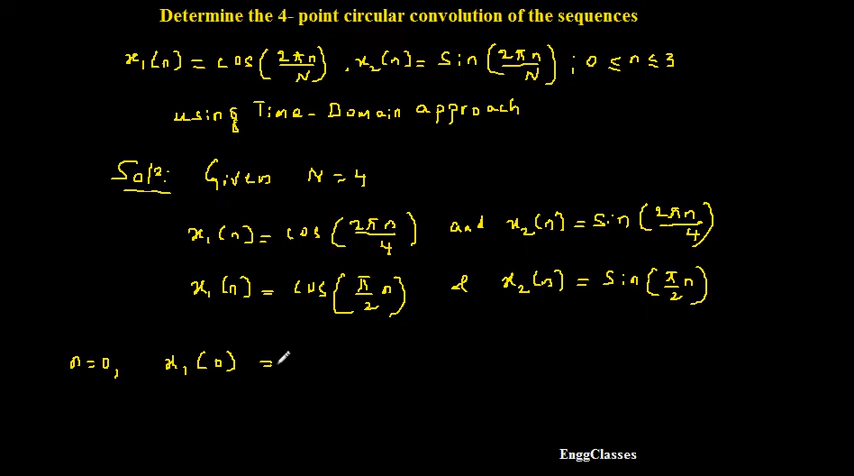 Determine the 4- point circular convolution of the sequences
x₁(n) = cos(2πn/N), x₂(n) = sin(2πn/N) ; 0 ≤ n ≤ 3
using Time-Domain approach
Soln: Given N = 4
x₁(n) = cos(2πn/4) and x₂(n) = sin(2πn/4)
x₁(n) = cos(π/2 n) & x₂(n) = sin(π/2 n)
n=0, x₁(0) =
EnggClasses